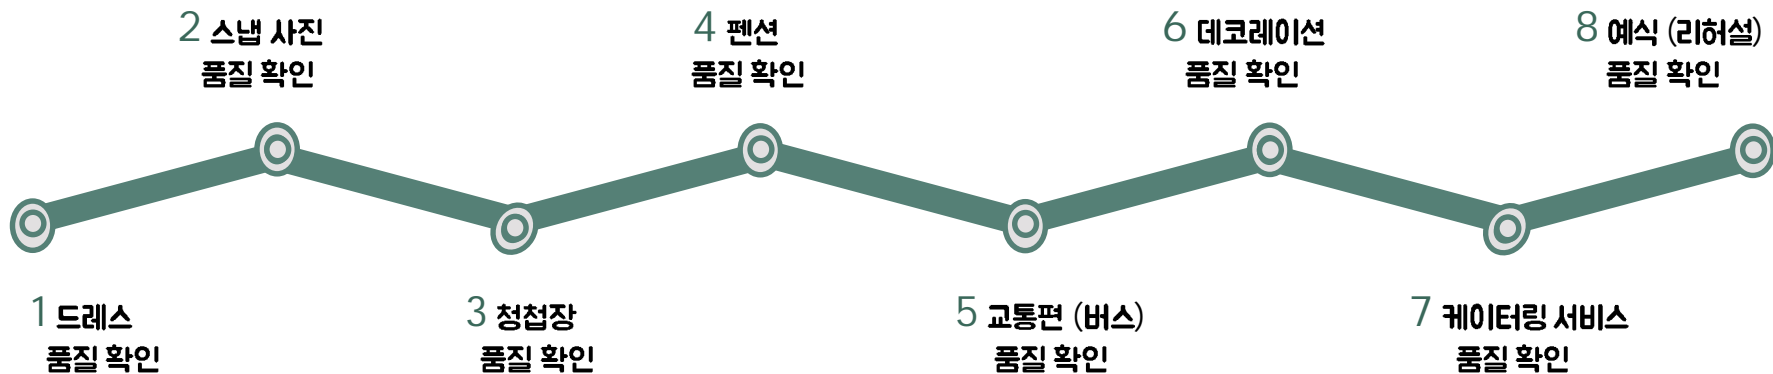 1 드레스
품질 확인
2 스냅 사진
품질 확인
3 청첩장
품질 확인
4 펜션
품질 확인
5 교통편 (버스)
품질 확인
6 데코레이션
품질 확인
7 케이터링 서비스
품질 확인
8 예식 (리허설)
품질 확인